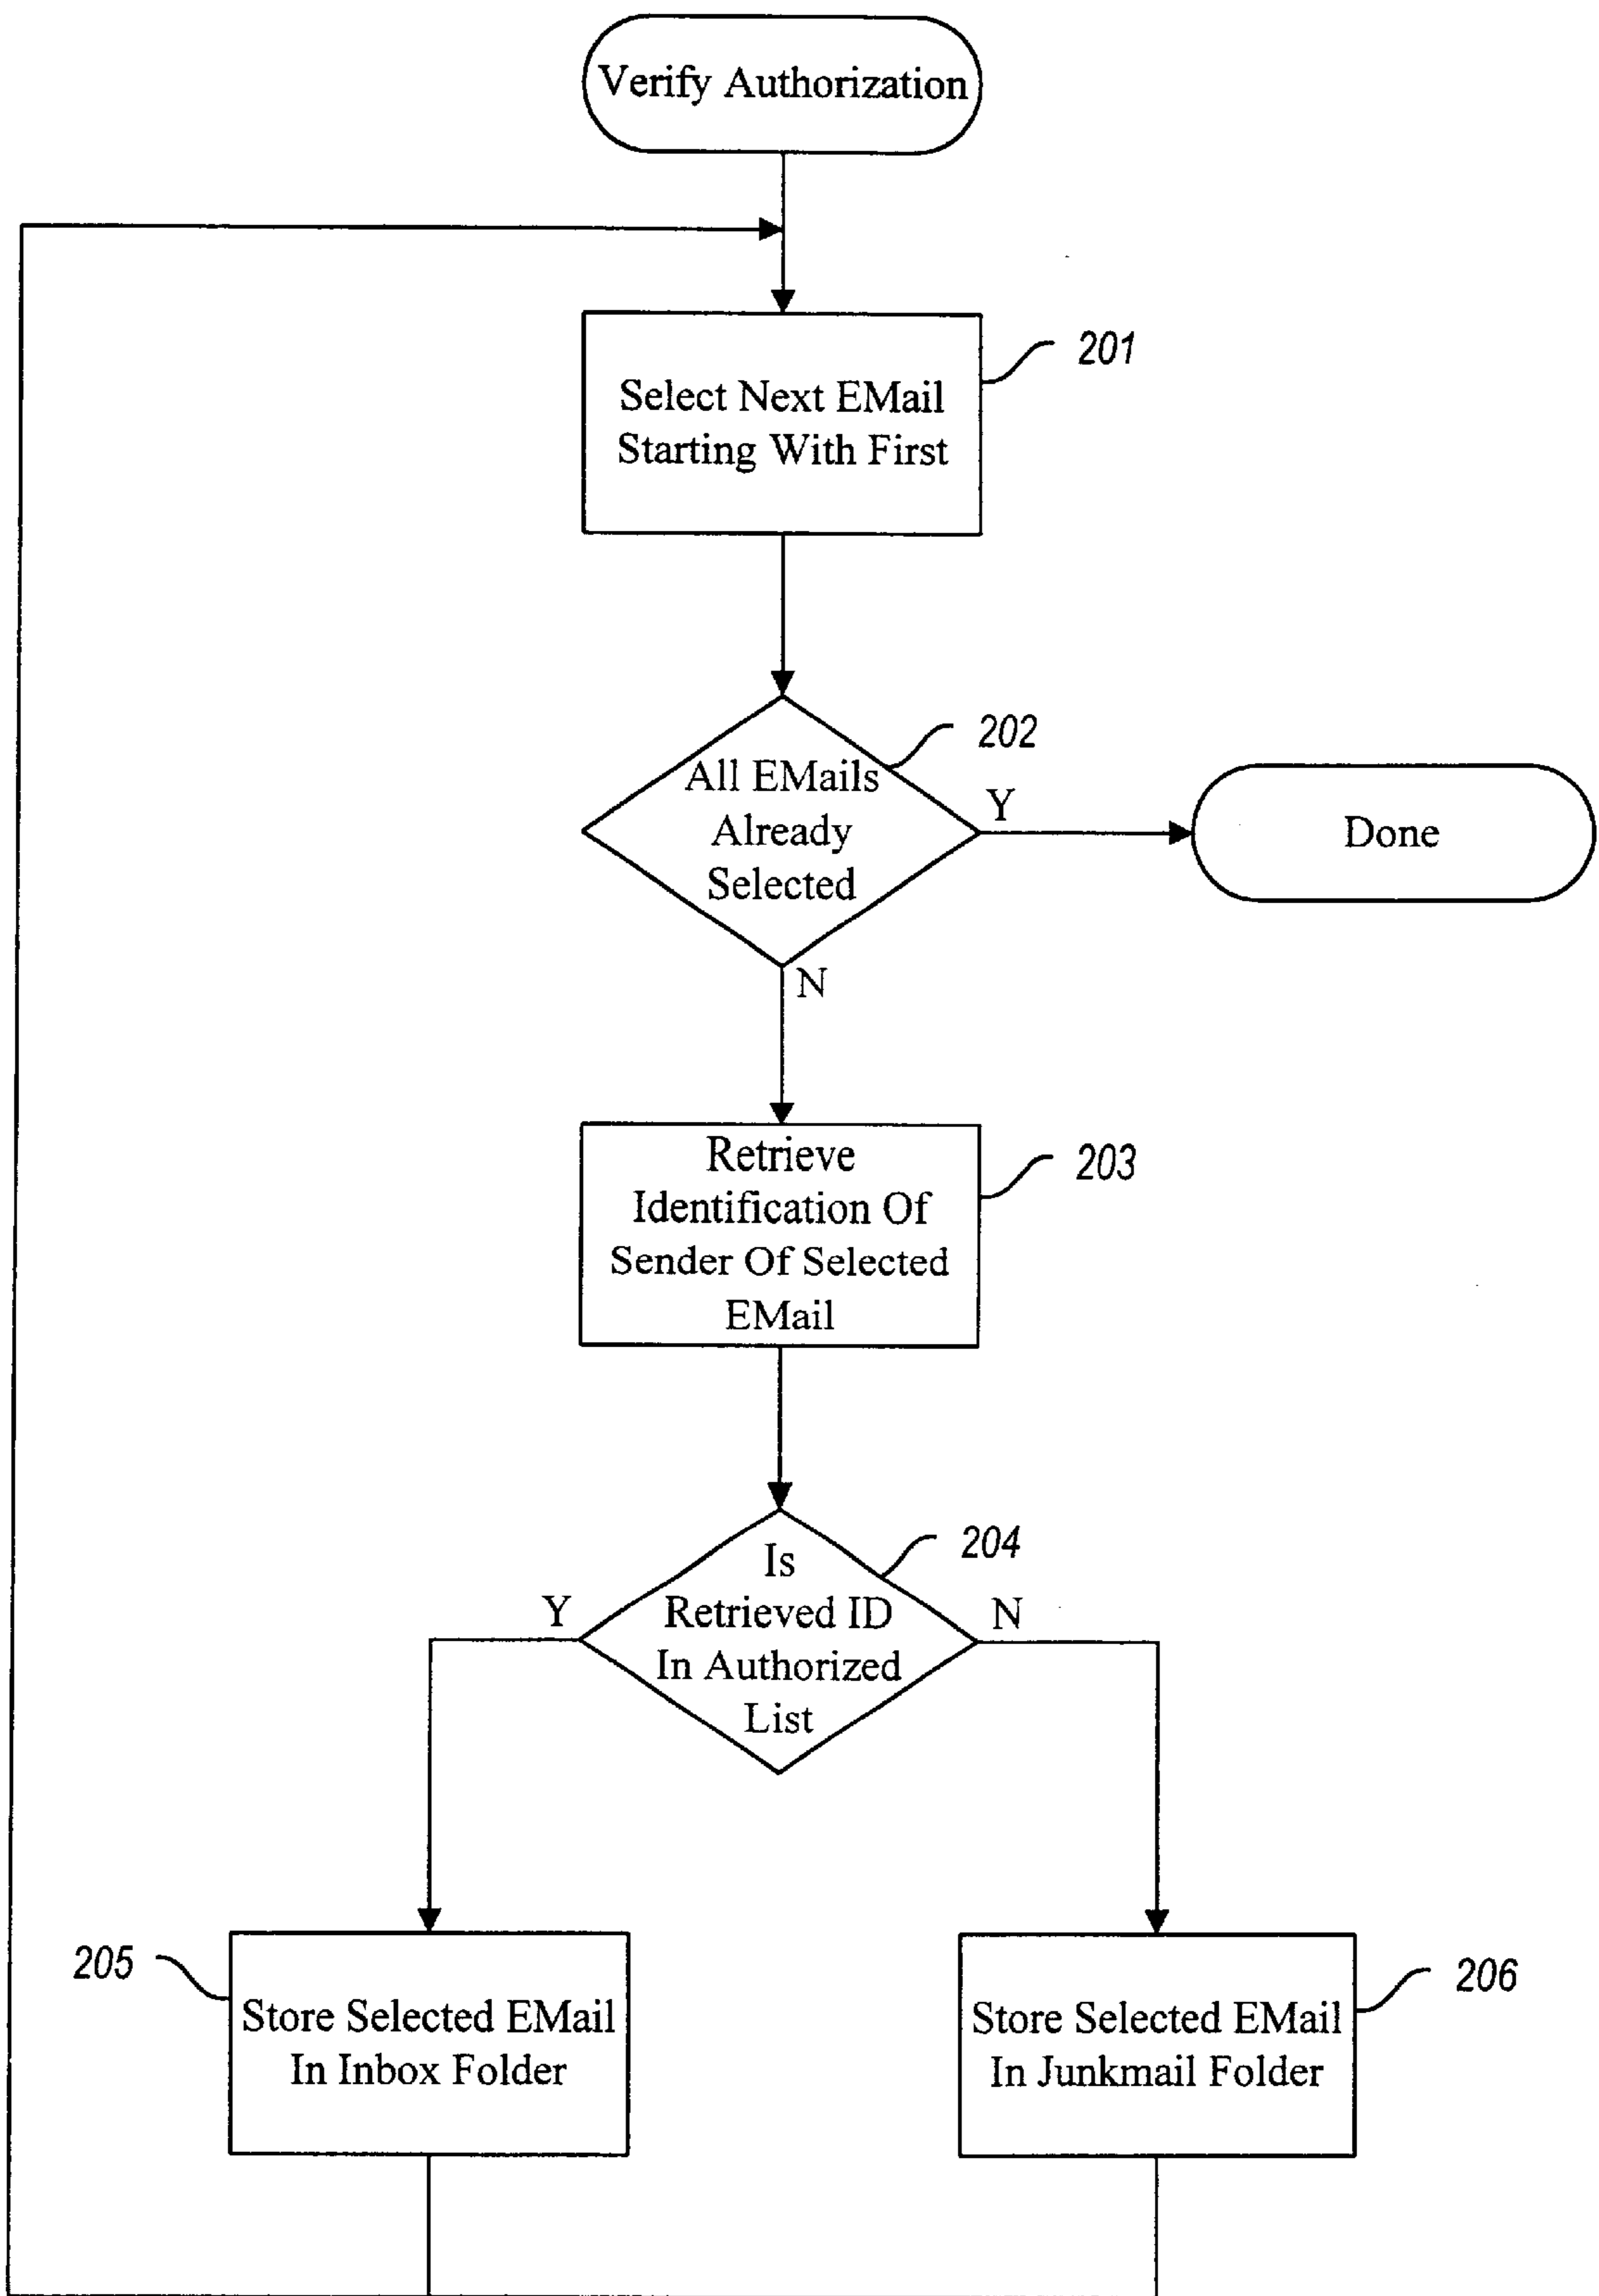 Verify Authorization
201
Select Next EMail
Starting With First
202
All EMails
Already
Selected
Y
Done
N
203
Retrieve
Identification Of
Sender Of Selected
EMail
204
Is
Retrieved ID
In Authorized
List
Y
N
205
Store Selected EMail
In Inbox Folder
206
Store Selected EMail
In Junkmail Folder